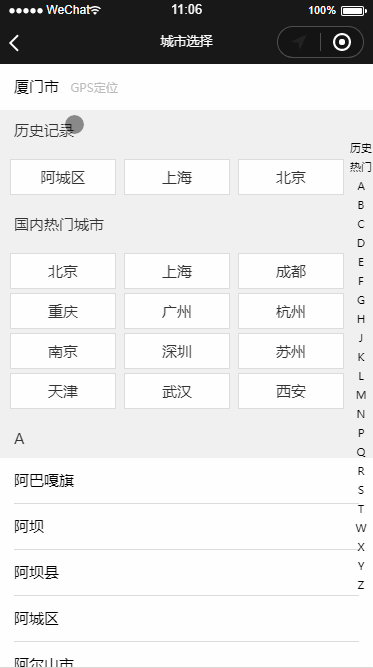 WeChat 11:06 100%
城市选择
厦门市 GPS定位
历史记录
阿城区 上海 北京
国内热门城市
北京 上海 成都
重庆 广州 杭州
南京 深圳 苏州
天津 武汉 西安
A
阿巴嘎旗
阿坝
阿坝县
阿城区
阿尔山市
历史
热门
A
B
C
D
E
F
G
H
J
K
L
M
N
P
Q
R
S
T
W
X
Y
Z